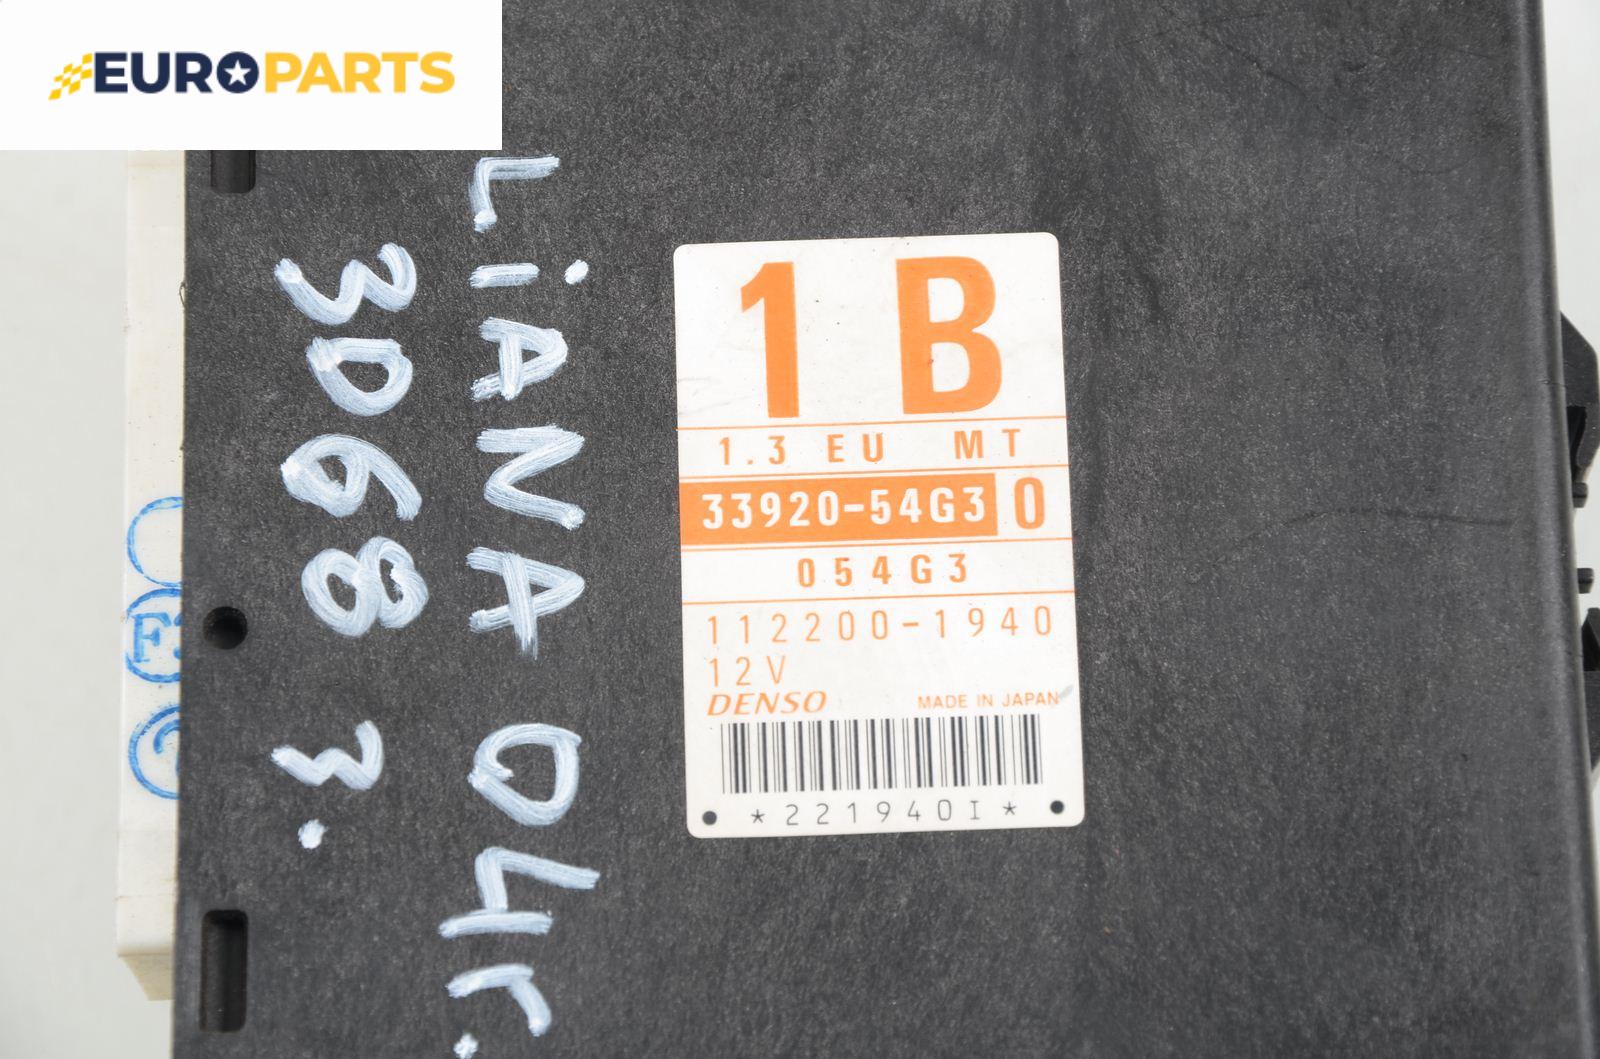 EUROPARTS
LiANA 04г.
3D68 3.
1 B
1.3 EU MT
33920-54G3 0
054G3
112200-1940
12V
DENSO MADE IN JAPAN
*221940I*